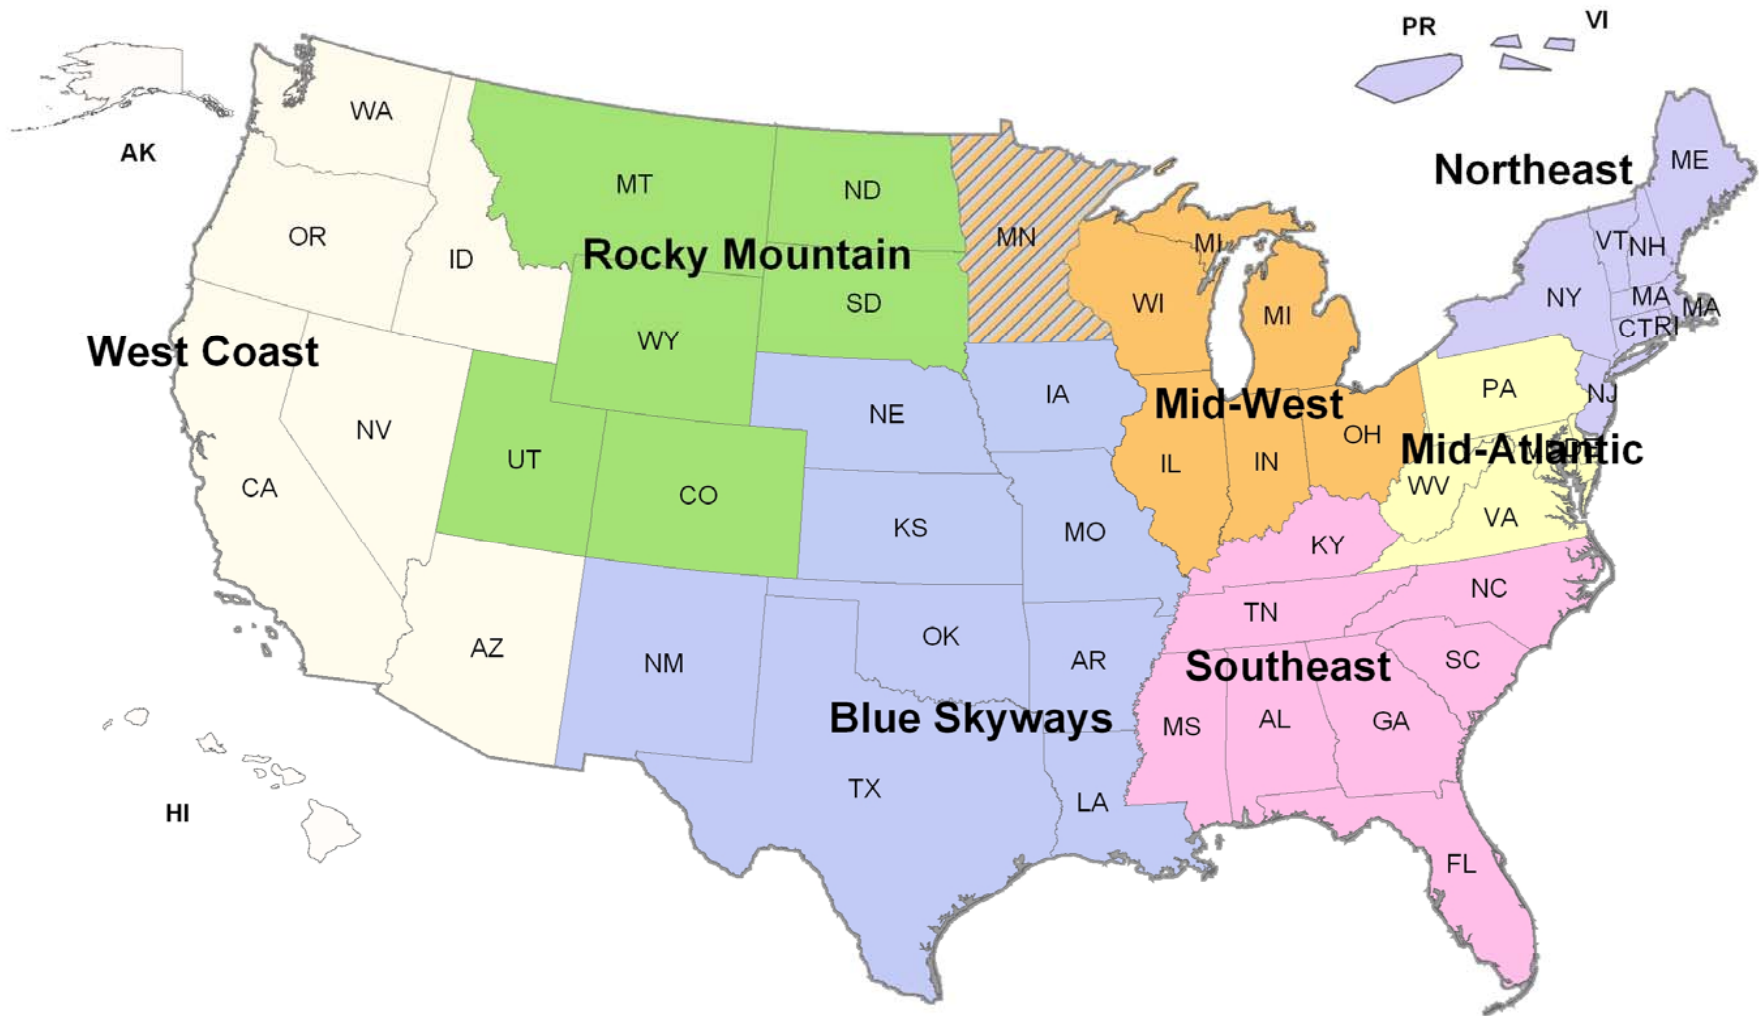 PR
VI
WA
AK
MT
ND
Northeast
ME
OR
ID
Rocky Mountain
MN
MI
VT
NH
SD
WI
MI
NY
MA
MA
CT
RI
West Coast
WY
NE
IA
Mid-West
PA
NJ
NV
UT
CO
OH
Mid-Atlantic
DE
CA
IL
IN
WV
KS
MO
KY
VA
TN
NC
AZ
NM
OK
AR
Southeast
SC
Blue Skyways
MS
AL
GA
TX
LA
HI
FL